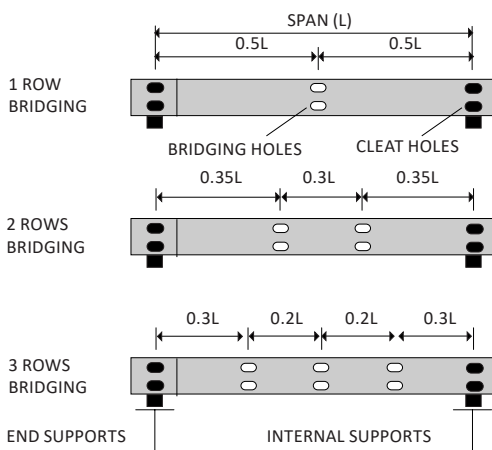 SPAN (L)
0.5L 0.5L
1 ROW
BRIDGING
BRIDGING HOLES CLEAT HOLES
0.35L 0.3L 0.35L
2 ROWS
BRIDGING
0.3L 0.2L 0.2L 0.3L
3 ROWS
BRIDGING
END SUPPORTS INTERNAL SUPPORTS